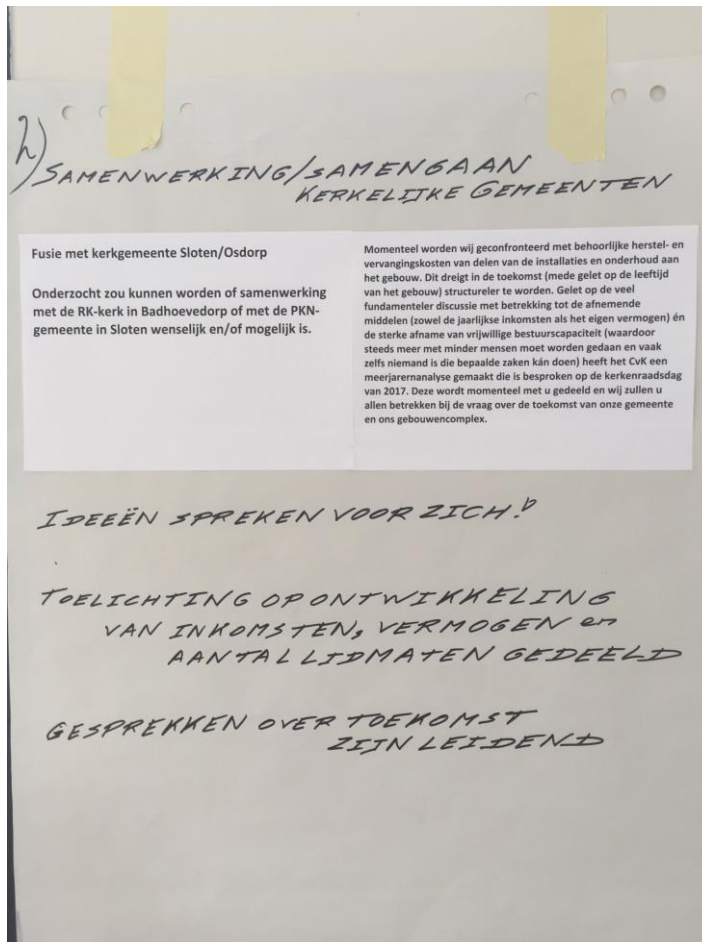 h)
SAMENWERKING/SAMENGAAN
KERKELIJKE GEMEENTEN
Fusie met kerkgemeente Sloten/Osdorp
Onderzocht zou kunnen worden of samenwerking
met de RK-kerk in Badhoevedorp of met de PKN-
gemeente in Sloten wenselijk en/of mogelijk is.
Momenteel worden wij geconfronteerd met behoorlijke herstel- en
vervangingskosten van delen van de installaties en onderhoud aan
het gebouw. Dit dreigt in de toekomst (mede gelet op de leeftijd
van het gebouw) structureler te worden. Gelet op de veel
fundamenteler discussie met betrekking tot de afnemende
middelen (zowel de jaarlijkse inkomsten als het eigen vermogen) én
de sterke afname van vrijwillige bestuurscapaciteit (waardoor
steeds meer met minder mensen moet worden gedaan en vaak
zelfs niemand is die bepaalde zaken kán doen) heeft het CvK een
meerjarernanalyse gemaakt die is besproken op de kerkenraadsdag
van 2017. Deze wordt momenteel met u gedeeld en wij zullen u
allen betrekken bij de vraag over de toekomst van onze gemeente
en ons gebouwencomplex.
IDEEËN SPREKEN VOOR ZICH!
TOELICHTING OP ONTWIKKELING
VAN INKOMSTEN, VERMOGEN en
AANTAL LIDMATEN GEDEELD
GESPREKKEN OVER TOEKOMST
ZIJN LEIDEND